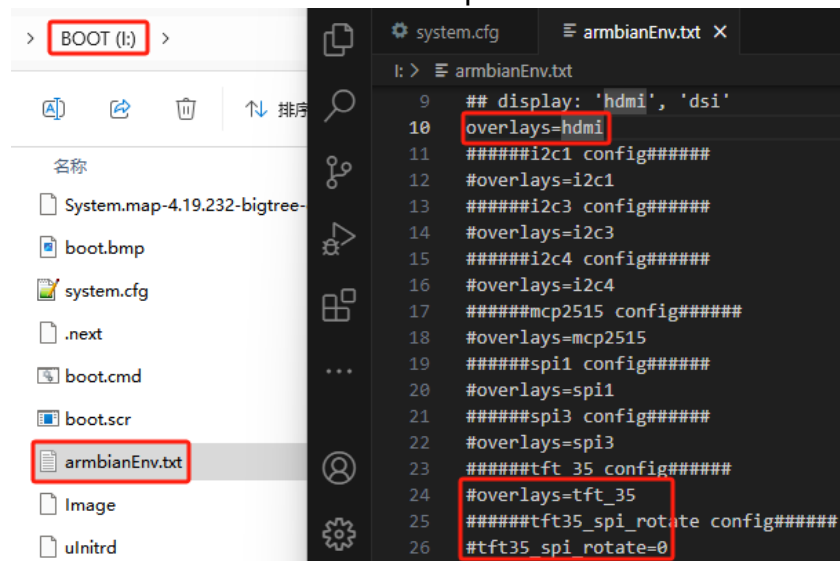 > BOOT (I:) >
排序
名称
System.map-4.19.232-bigtree-
boot.bmp
system.cfg
.next
boot.cmd
boot.scr
armbianEnv.txt
Image
uInitrd
system.cfg
armbianEnv.txt ×
I: > armbianEnv.txt
9 ## display: 'hdmi', 'dsi'
10 overlays=hdmi
11 ######i2c1 config######
12 #overlays=i2c1
13 ######i2c3 config######
14 #overlays=i2c3
15 ######i2c4 config######
16 #overlays=i2c4
17 ######mcp2515 config######
18 #overlays=mcp2515
19 ######spi1 config######
20 #overlays=spi1
21 ######spi3 config######
22 #overlays=spi3
23 ######tft_35 config######
24 #overlays=tft_35
25 ######tft35_spi_rotate config######
26 #tft35_spi_rotate=0